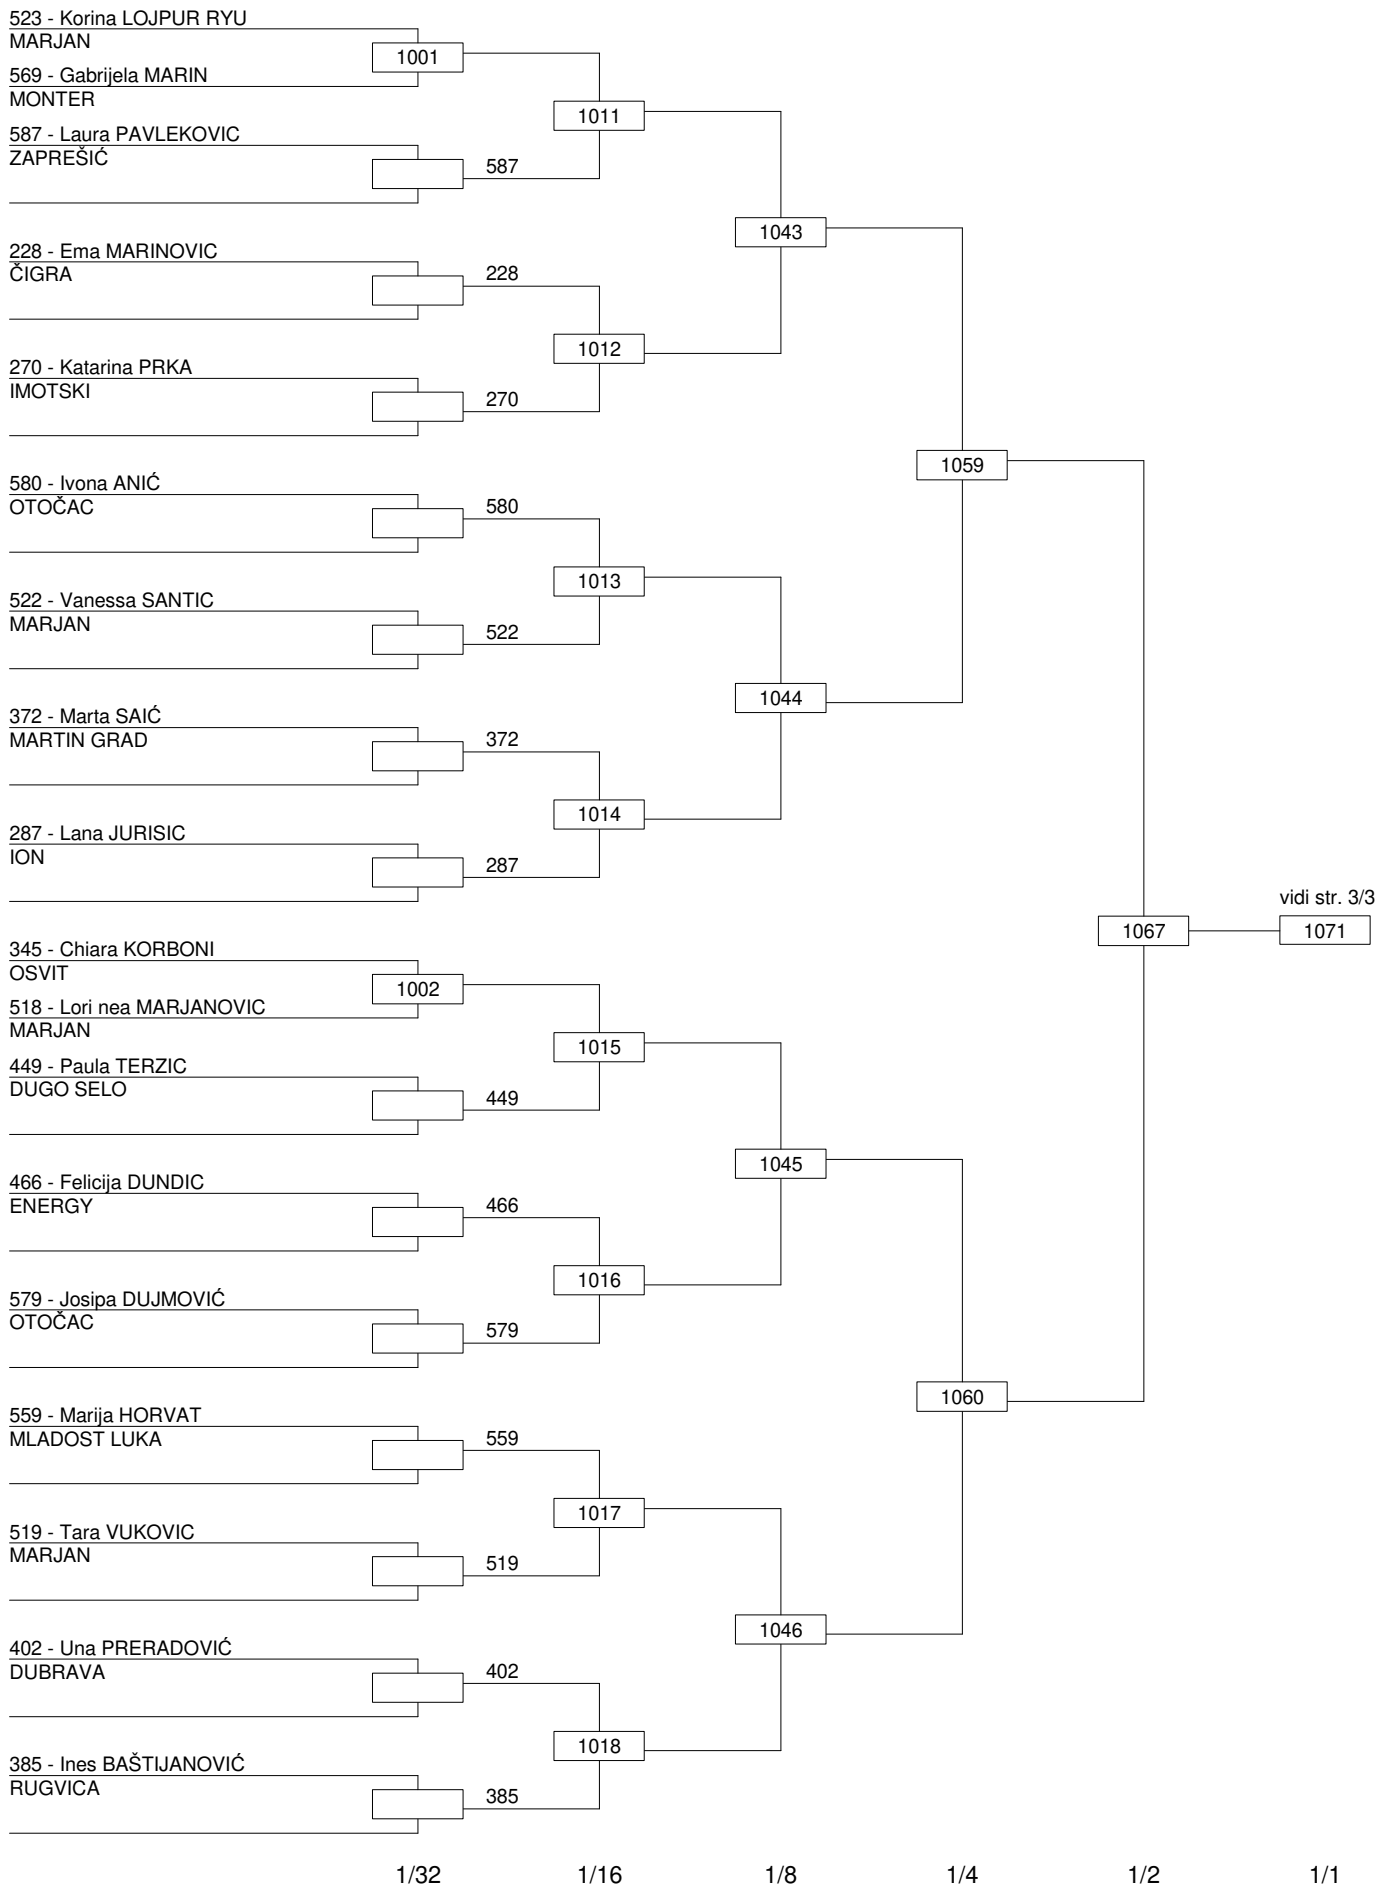 523 - Korina LOJPUR RYU
MARJAN
1001
569 - Gabrijela MARIN
MONTER
1011
587 - Laura PAVLEKOVIC
ZAPREŠIĆ
587
1043
228 - Ema MARINOVIC
ČIGRA
228
1012
270 - Katarina PRKA
IMOTSKI
270
1059
580 - Ivona ANIĆ
OTOČAC
580
1013
522 - Vanessa SANTIC
MARJAN
522
1044
372 - Marta SAIĆ
MARTIN GRAD
372
1014
287 - Lana JURISIC
ION
287
vidi str. 3/3
1067
1071
345 - Chiara KORBONI
OSVIT
1002
518 - Lori nea MARJANOVIC
MARJAN
1015
449 - Paula TERZIC
DUGO SELO
449
1045
466 - Felicija DUNDIC
ENERGY
466
1016
579 - Josipa DUJMOVIĆ
OTOČAC
579
1060
559 - Marija HORVAT
MLADOST LUKA
559
1017
519 - Tara VUKOVIC
MARJAN
519
1046
402 - Una PRERADOVIĆ
DUBRAVA
402
1018
385 - Ines BAŠTIJANOVIĆ
RUGVICA
385
1/32 1/16 1/8 1/4 1/2 1/1